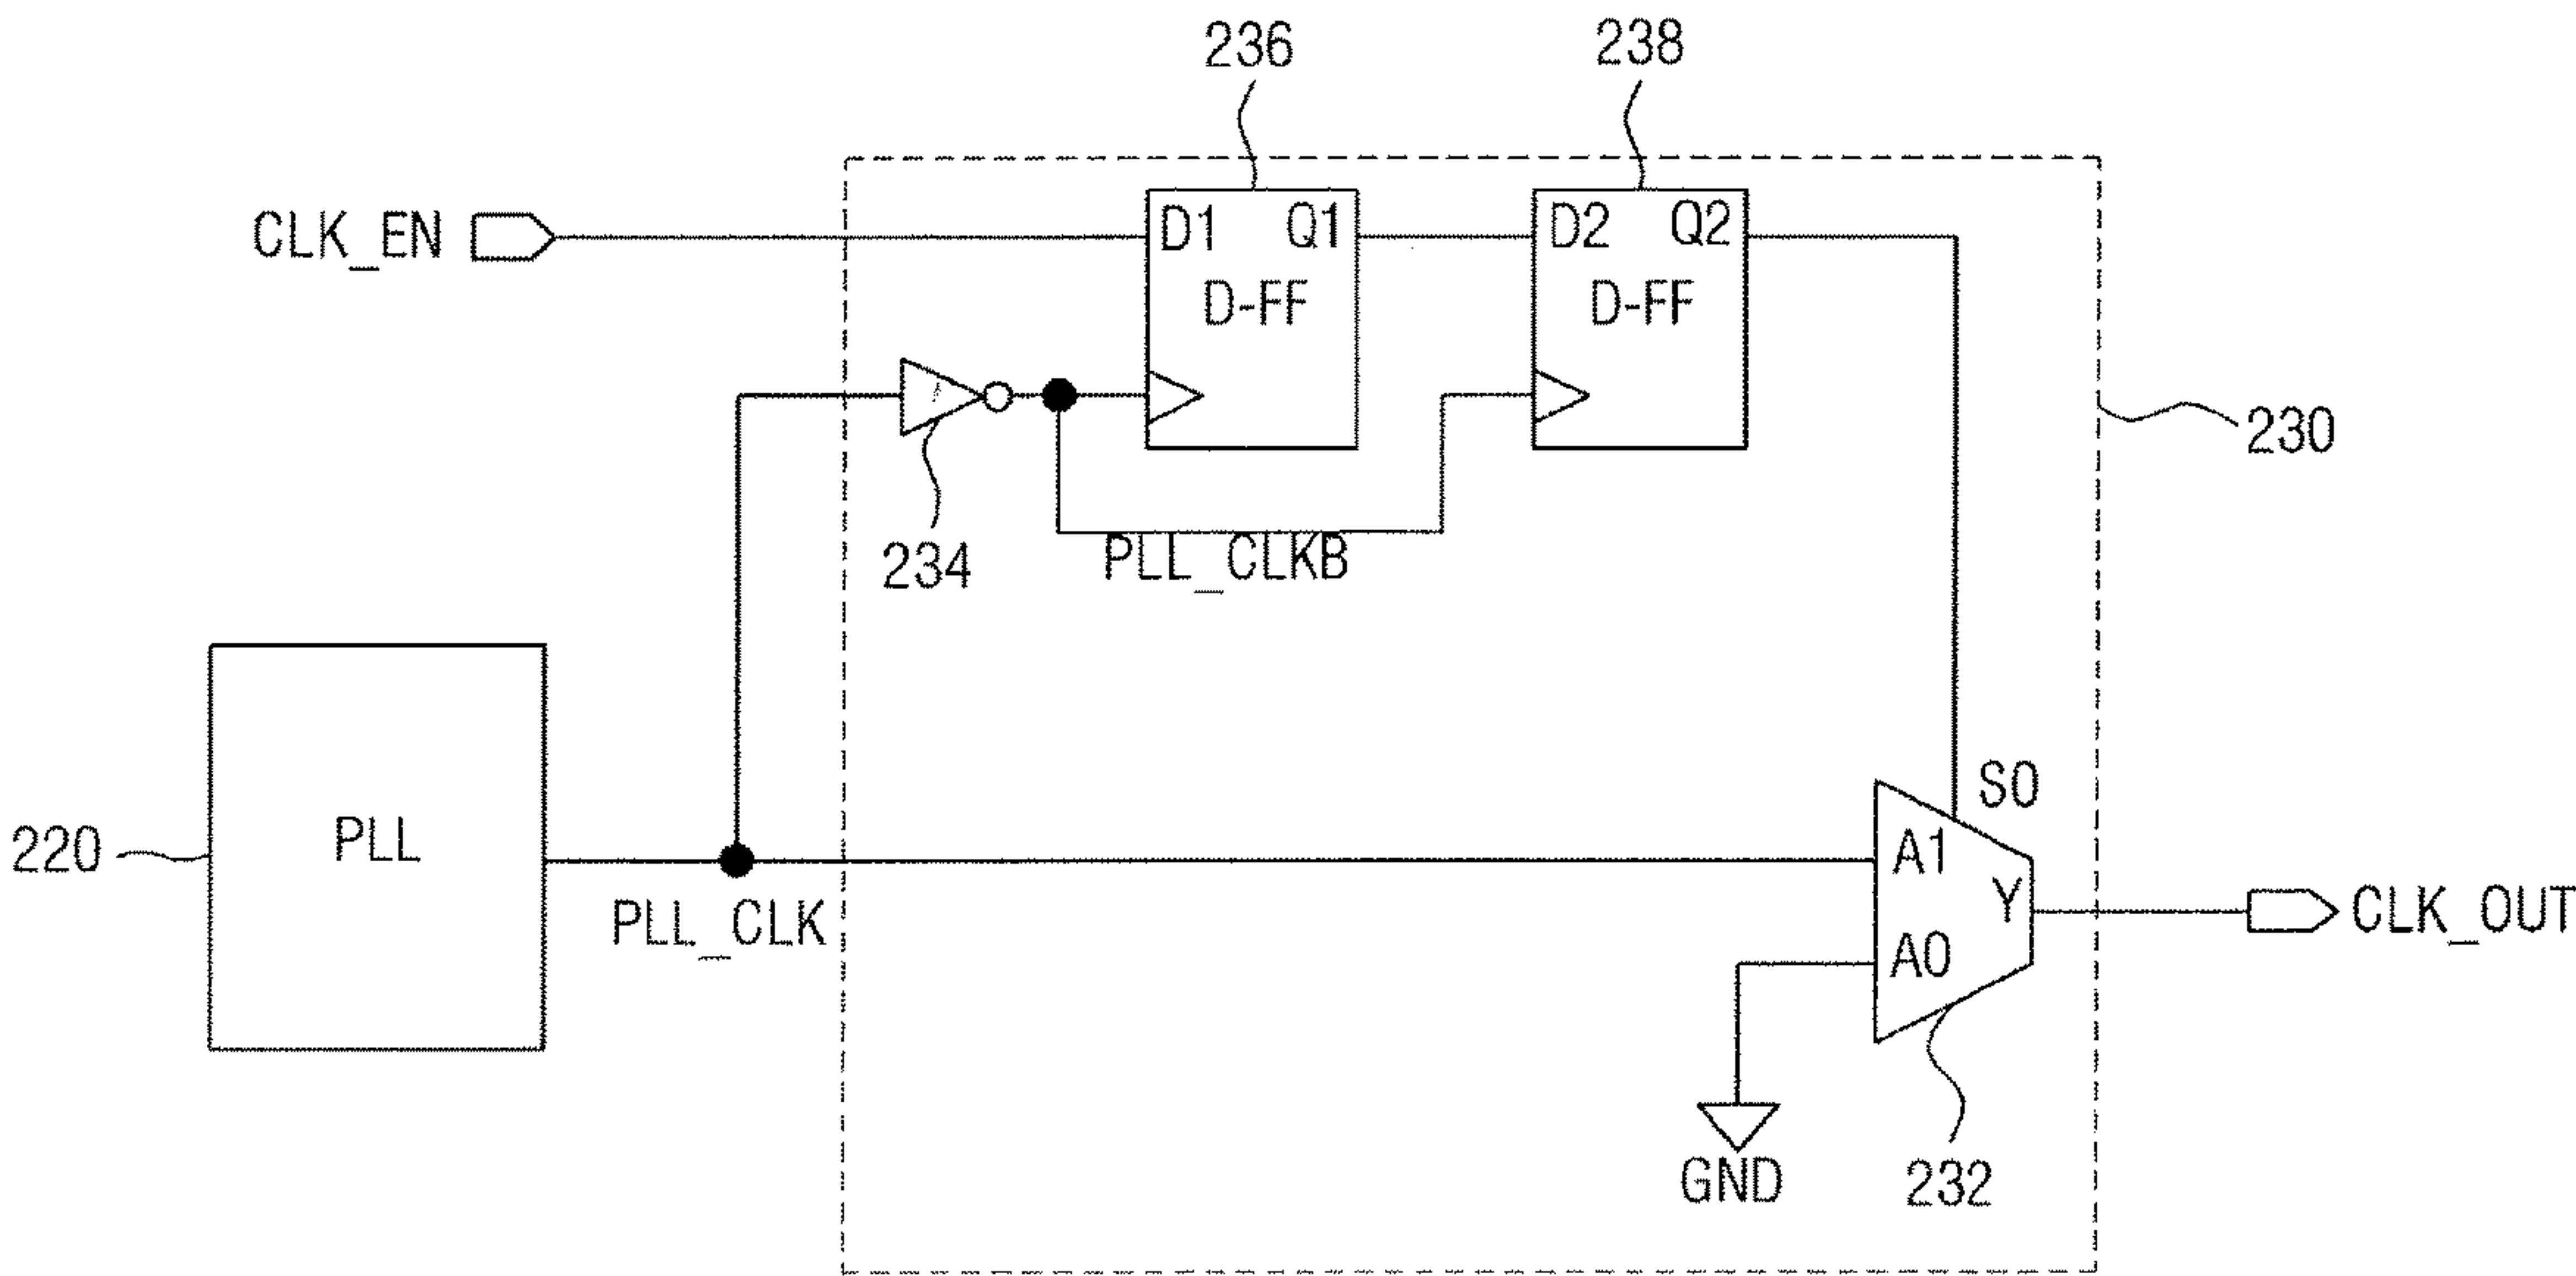 236
238
CLK_EN
D1 Q1
D-FF
D2 Q2
D-FF
230
234
PLL_CLKB
220
PLL
PLL_CLK
S0
A1
Y
A0
CLK_OUT
GND
232